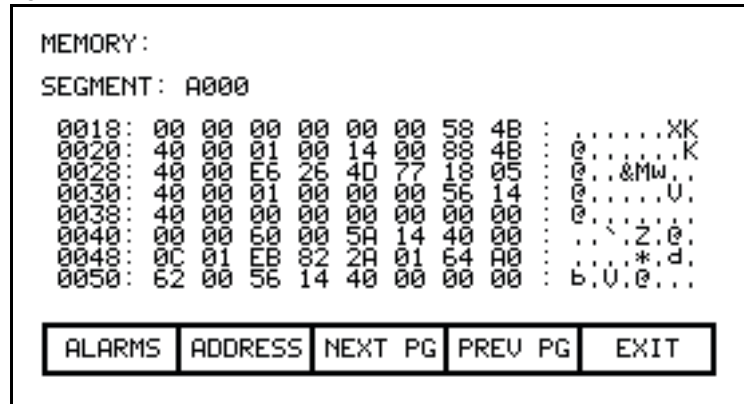 MEMORY:
SEGMENT: A000
0018: 00 00 00 00 00 00 58 4B : ......XK
0020: 40 00 01 00 14 00 88 4B : @......K
0028: 40 00 E6 26 4D 77 18 05 : @..&Mw..
0030: 40 00 01 00 00 00 56 14 : @.....V.
0038: 40 00 00 00 00 00 00 00 : @.......
0040: 00 00 60 00 5A 14 40 00 : ..`.Z.@.
0048: 0C 01 EB 82 2A 01 64 A0 : ....*.d.
0050: 62 00 56 14 40 00 00 00 : b.V.@...
ALARMS ADDRESS NEXT PG PREV PG EXIT